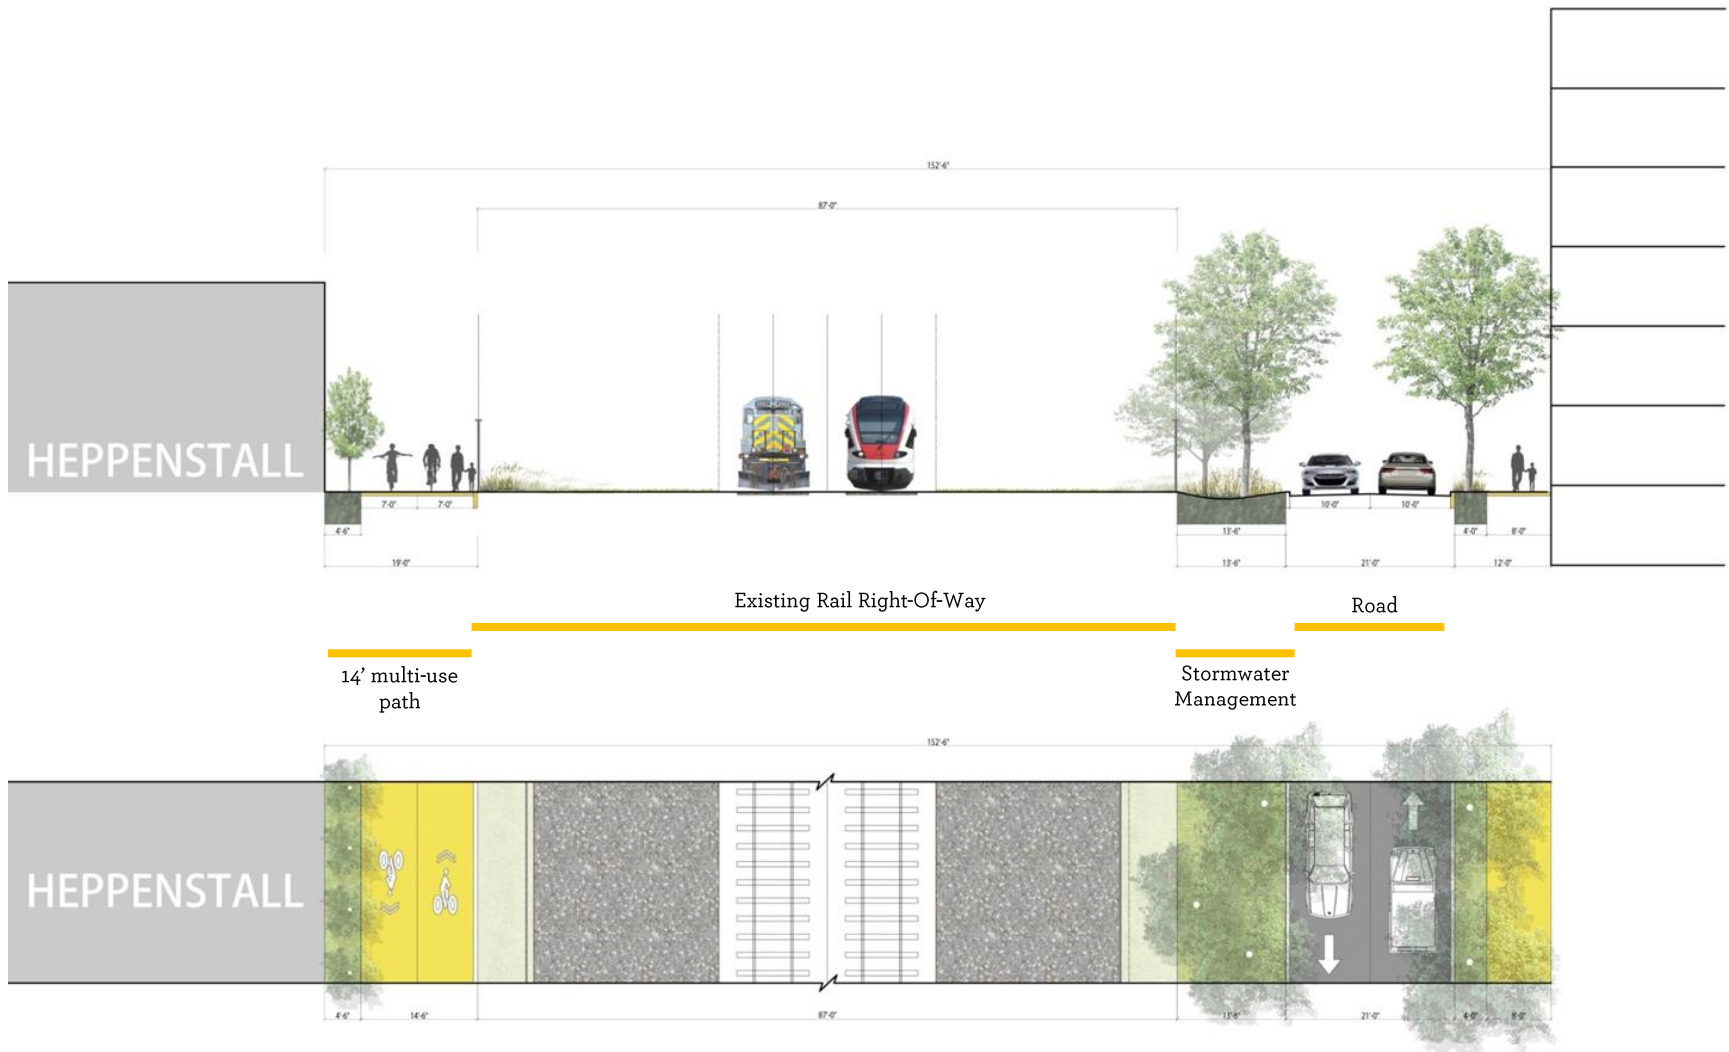 152'-6"
87'-0"
HEPPENSTALL
7'-0" 7'-0" 10'-0" 10'-0"
4'-6" 13'-6" 4'-0" 8'-0"
19'-0" 13'-6" 21'-0" 12'-0"
Existing Rail Right-Of-Way
Road
14' multi-use
path
Stormwater
Management
152'-6"
HEPPENSTALL
4'-6" 14'-6" 87'-0" 13'-6" 21'-0" 4'-0" 8'-0"